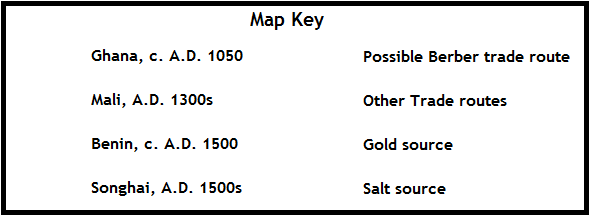 Map Key
Ghana, c. A.D. 1050
Possible Berber trade route
Mali, A.D. 1300s
Other Trade routes
Benin, c. A.D. 1500
Gold source
Songhai, A.D. 1500s
Salt source